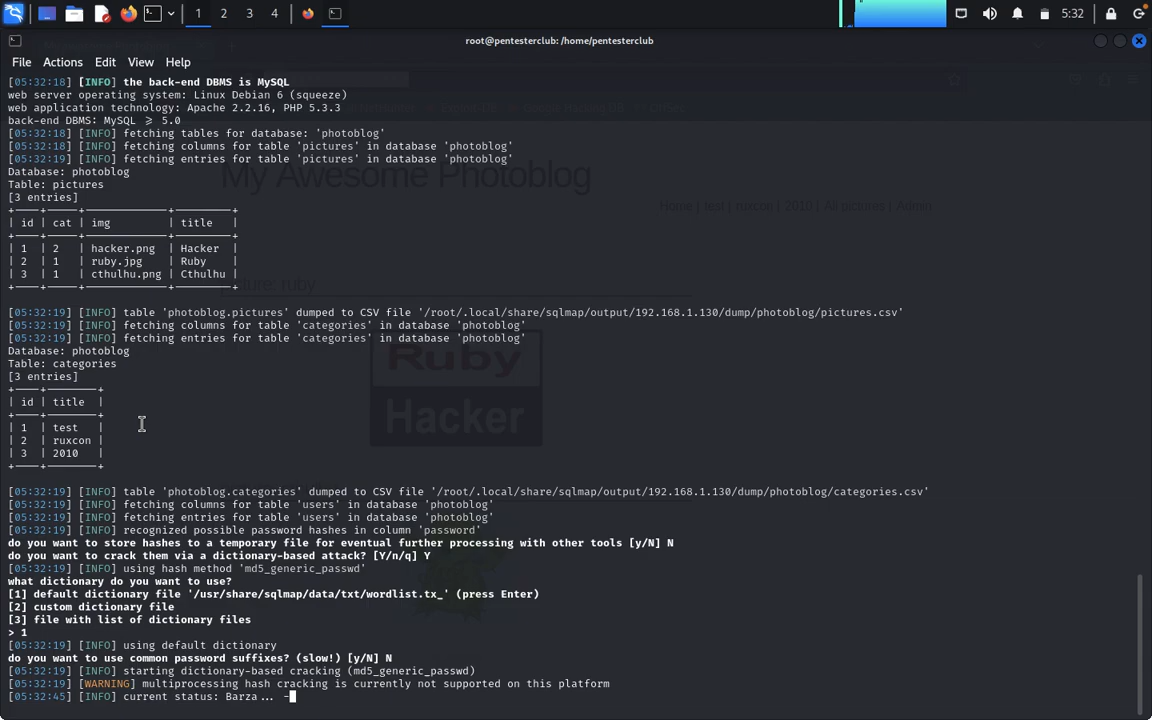 1 2 3 4 5:32
root@pentesterclub: /home/pentesterclub
File Actions Edit View Help
[05:32:18] [INFO] the back-end DBMS is MySQL
web server operating system: Linux Debian 6 (squeeze)
web application technology: Apache 2.2.16, PHP 5.3.3
back-end DBMS: MySQL ≥ 5.0
[05:32:18] [INFO] fetching tables for database: 'photoblog'
[05:32:18] [INFO] fetching columns for table 'pictures' in database 'photoblog'
[05:32:19] [INFO] fetching entries for table 'pictures' in database 'photoblog'
Database: photoblog
Table: pictures
[3 entries]
| id | cat | img | title |
| 1 | 2 | hacker.png | Hacker |
| 2 | 1 | ruby.jpg | Ruby |
| 3 | 1 | cthulhu.png | Cthulhu |
[05:32:19] [INFO] table 'photoblog.pictures' dumped to CSV file '/root/.local/share/sqlmap/output/192.168.1.130/dump/photoblog/pictures.csv'
[05:32:19] [INFO] fetching columns for table 'categories' in database 'photoblog'
[05:32:19] [INFO] fetching entries for table 'categories' in database 'photoblog'
Database: photoblog
Table: categories
[3 entries]
| id | title |
| 1 | test |
| 2 | ruxcon |
| 3 | 2010 |
[05:32:19] [INFO] table 'photoblog.categories' dumped to CSV file '/root/.local/share/sqlmap/output/192.168.1.130/dump/photoblog/categories.csv'
[05:32:19] [INFO] fetching columns for table 'users' in database 'photoblog'
[05:32:19] [INFO] fetching entries for table 'users' in database 'photoblog'
[05:32:19] [INFO] recognized possible password hashes in column 'password'
do you want to store hashes to a temporary file for eventual further processing with other tools [y/N] N
do you want to crack them via a dictionary-based attack? [Y/n/q] Y
[05:32:19] [INFO] using hash method 'md5_generic_passwd'
what dictionary do you want to use?
[1] default dictionary file '/usr/share/sqlmap/data/txt/wordlist.tx_' (press Enter)
[2] custom dictionary file
[3] file with list of dictionary files
> 1
[05:32:19] [INFO] using default dictionary
do you want to use common password suffixes? (slow!) [y/N] N
[05:32:19] [INFO] starting dictionary-based cracking (md5_generic_passwd)
[05:32:19] [WARNING] multiprocessing hash cracking is currently not supported on this platform
[05:32:45] [INFO] current status: Barza... -
My Awesome Photoblog
Home | test | ruxcon | 2010 | All pictures | Admin
picture: ruby
Ruby
Hacker